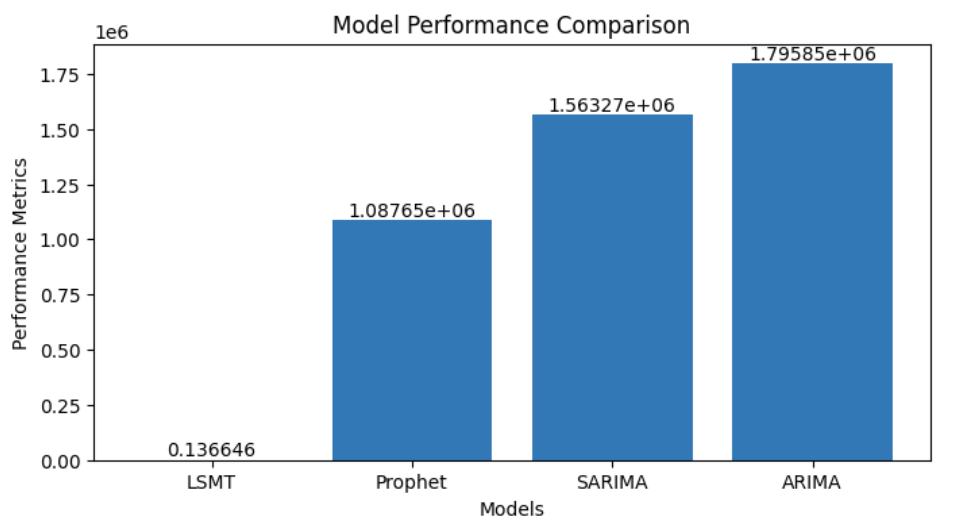 Model Performance Comparison
1e6
1.79585e+06
1.75
1.56327e+06
1.50
1.25
1.08765e+06
1.00
0.75
0.50
0.25
0.136646
0.00
Performance Metrics
LSMT Prophet SARIMA ARIMA
Models